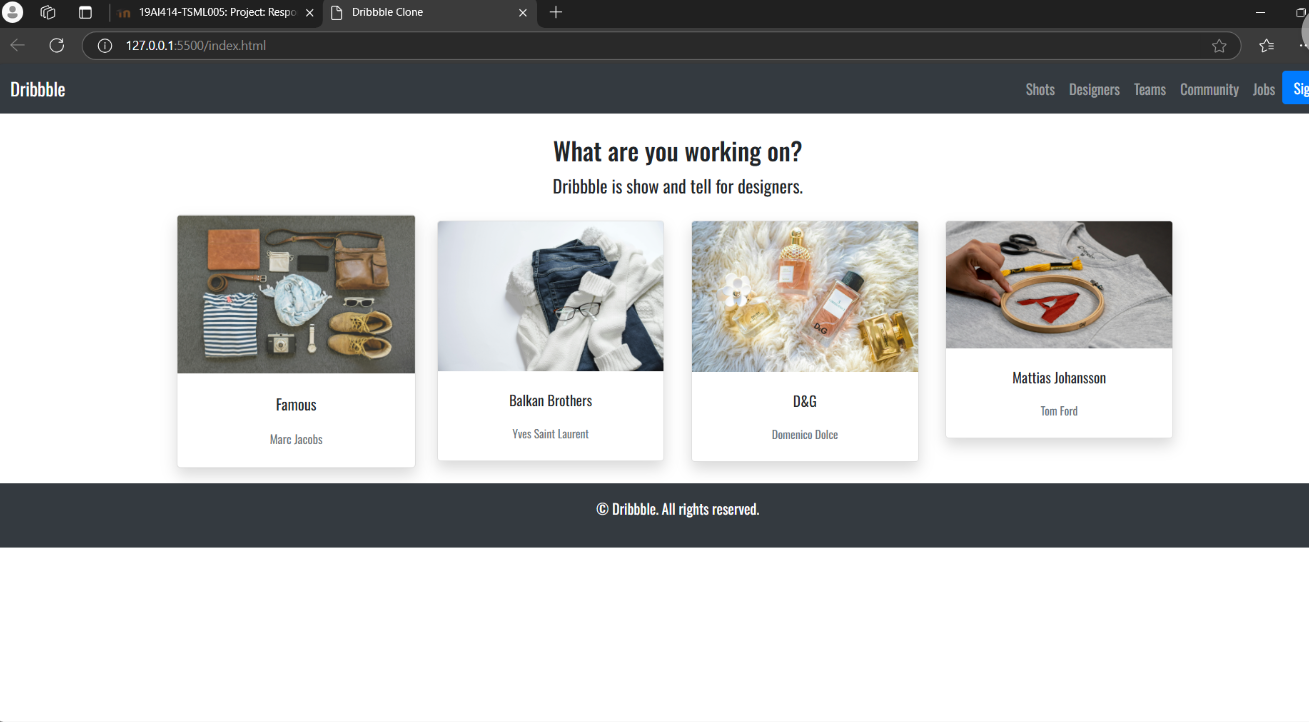 19AI414-TSML005: Project: Respo
Dribbble Clone
127.0.0.1:5500/index.html
Dribbble
Shots Designers Teams Community Jobs Sig
What are you working on?
Dribbble is show and tell for designers.
D&G
Famous
Marc Jacobs
Balkan Brothers
Yves Saint Laurent
D&G
Domenico Dolce
Mattias Johansson
Tom Ford
© Dribbble. All rights reserved.